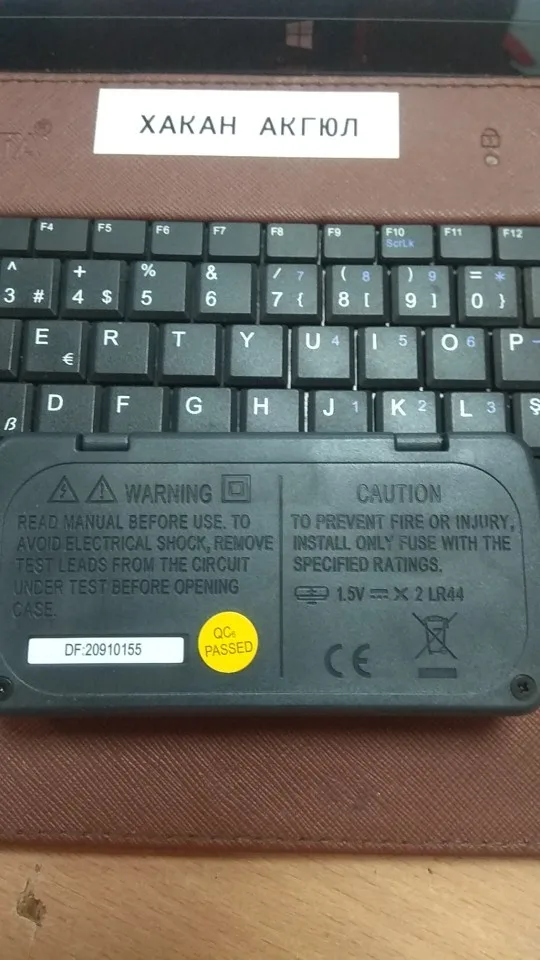 ХАКАН АКГЮЛ
F4 F5 F6 F7 F8 F9 F10 F11 F12
ScrLk
^ + % & / 7 ( 8 ) 9 = *
3 # 4 $ 5 6 7 { 8 [ 9 ] 0 }
E € R T Y U 4 I 5 O 6 P -
ß D F G H J 1 K 2 L 3 Ş
WARNING
READ MANUAL BEFORE USE. TO
AVOID ELECTRICAL SHOCK, REMOVE
TEST LEADS FROM THE CIRCUIT
UNDER TEST BEFORE OPENING
CASE.
DF:20910155
QC6
PASSED
CAUTION
TO PREVENT FIRE OR INJURY,
INSTALL ONLY FUSE WITH THE
SPECIFIED RATINGS.
1.5V ⎓ X 2 LR44
CE